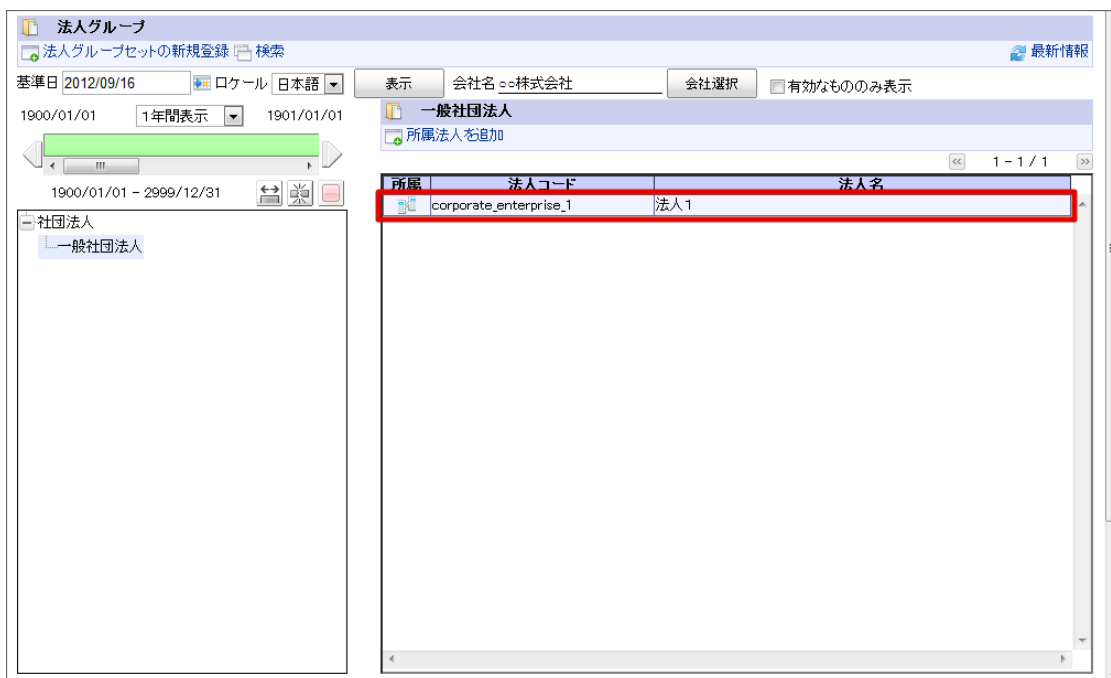 法人グループ
法人グループセットの新規登録 検索 最新情報
基準日 2012/09/16 ロケール 日本語 表示 会社名 ○○株式会社 会社選択 有効なもののみ表示
1900/01/01 1年間表示 1901/01/01
1900/01/01 - 2999/12/31
社団法人
一般社団法人
一般社団法人
所属法人を追加
<< 1 - 1 / 1 >>
所属 法人コード 法人名
corporate_enterprise_1 法人1